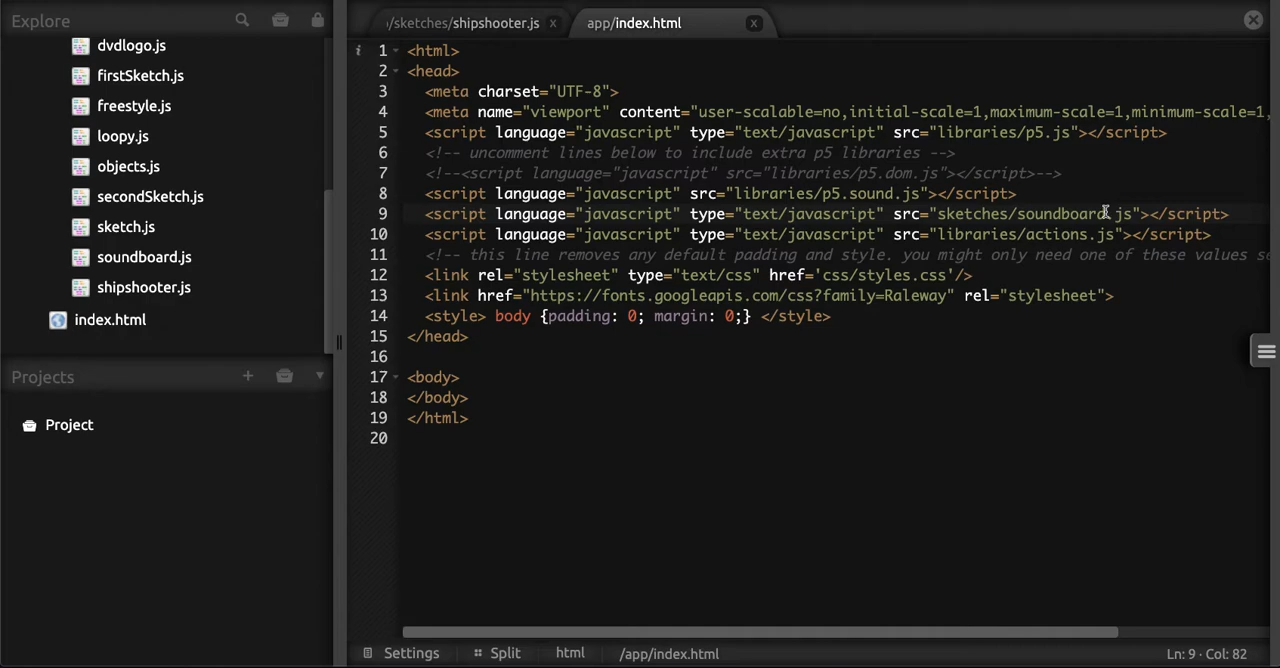 Explore
dvdlogo.js
firstSketch.js
freestyle.js
loopy.js
objects.js
secondSketch.js
sketch.js
soundboard.js
shipshooter.js
index.html
Projects
Project
/sketches/shipshooter.js x
app/index.html x
1 <html>
2 <head>
3 <meta charset="UTF-8">
4 <meta name="viewport" content="user-scalable=no,initial-scale=1,maximum-scale=1,minimum-scale=1,
5 <script language="javascript" type="text/javascript" src="libraries/p5.js"></script>
6 <!-- uncomment lines below to include extra p5 libraries -->
7 <!--<script language="javascript" src="libraries/p5.dom.js"></script>-->
8 <script language="javascript" src="libraries/p5.sound.js"></script>
9 <script language="javascript" type="text/javascript" src="sketches/soundboard.js"></script>
10 <script language="javascript" type="text/javascript" src="libraries/actions.js"></script>
11 <!-- this line removes any default padding and style. you might only need one of these values se
12 <link rel="stylesheet" type="text/css" href='css/styles.css'/>
13 <link href="https://fonts.googleapis.com/css?family=Raleway" rel="stylesheet">
14 <style> body {padding: 0; margin: 0;} </style>
15 </head>
16
17 <body>
18 </body>
19 </html>
20
Settings Split html /app/index.html Ln: 9 · Col: 82